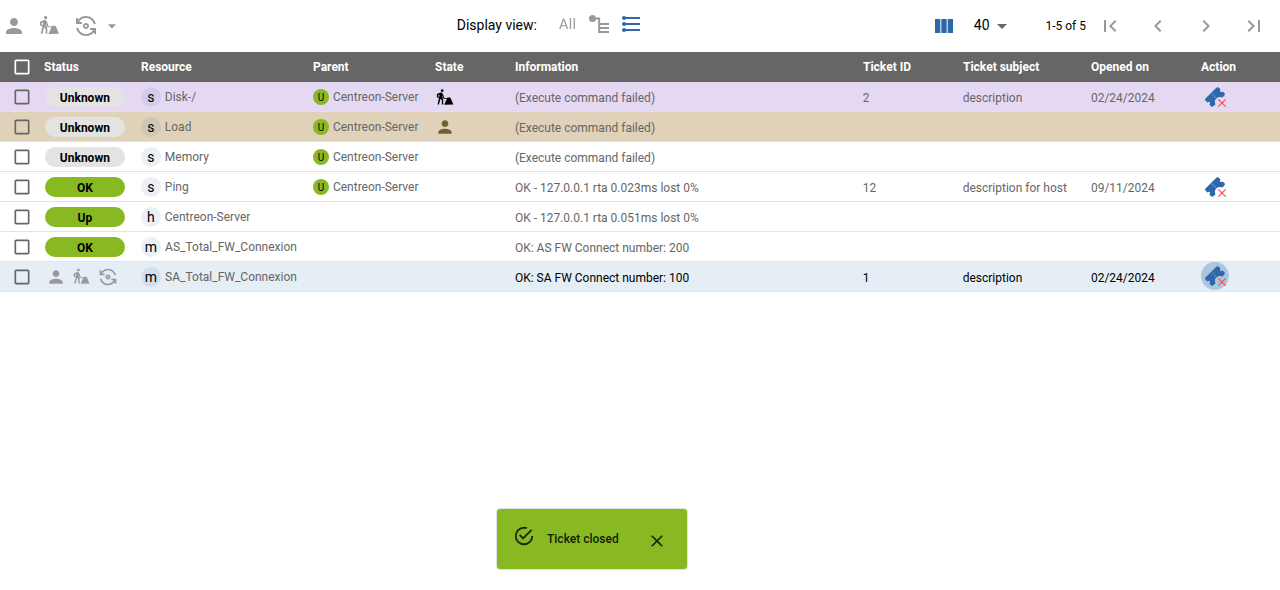 Display view: All 40 1-5 of 5
Status Resource Parent State Information Ticket ID Ticket subject Opened on Action
Unknown s Disk-/ U Centreon-Server (Execute command failed) 2 description 02/24/2024
Unknown s Load U Centreon-Server (Execute command failed)
Unknown s Memory U Centreon-Server (Execute command failed)
OK s Ping U Centreon-Server OK - 127.0.0.1 rta 0.023ms lost 0% 12 description for host 09/11/2024
Up h Centreon-Server OK - 127.0.0.1 rta 0.051ms lost 0%
OK m AS_Total_FW_Connexion OK: AS FW Connect number: 200
m SA_Total_FW_Connexion OK: SA FW Connect number: 100 1 description 02/24/2024
Ticket closed